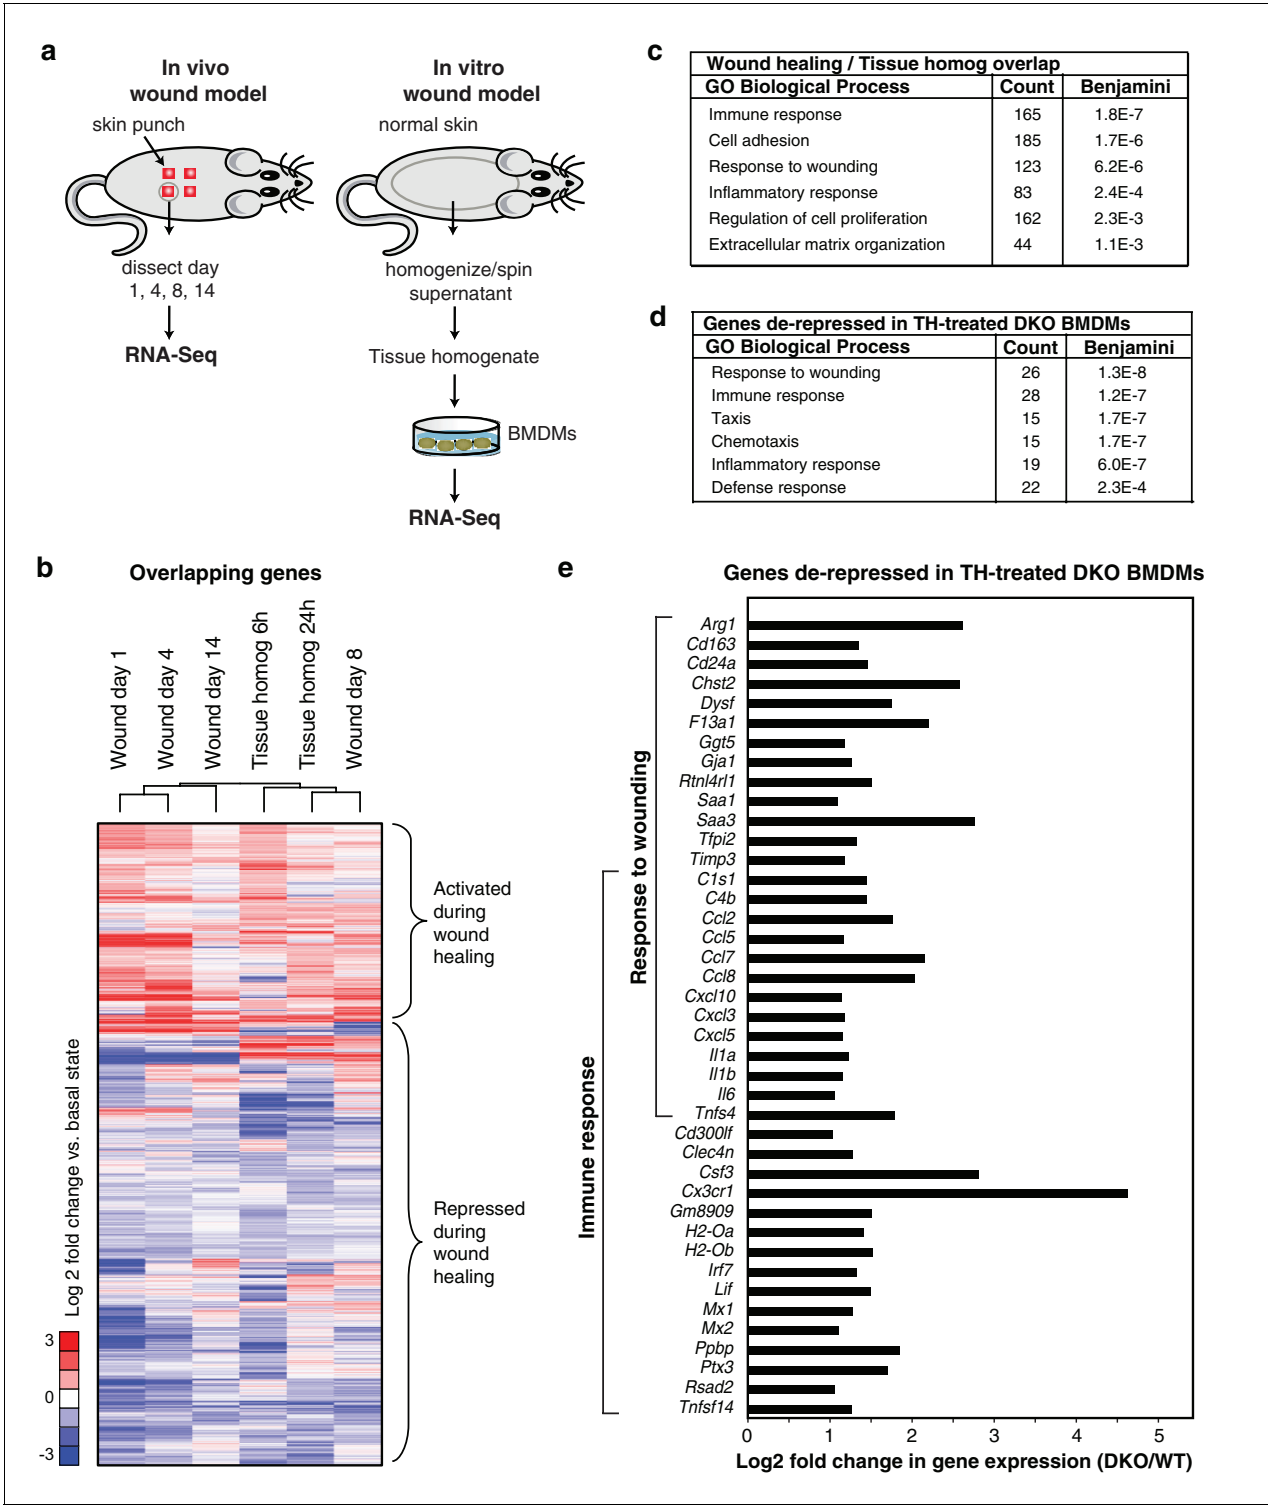 a
In vivo
wound model
skin punch
dissect day
1, 4, 8, 14
RNA-Seq
In vitro
wound model
normal skin
homogenize/spin
supernatant
Tissue homogenate
BMDMs
RNA-Seq
c
Wound healing / Tissue homog overlap
GO Biological Process Count Benjamini
Immune response 165 1.8E-7
Cell adhesion 185 1.7E-6
Response to wounding 123 6.2E-6
Inflammatory response 83 2.4E-4
Regulation of cell proliferation 162 2.3E-3
Extracellular matrix organization 44 1.1E-3
d
Genes de-repressed in TH-treated DKO BMDMs
GO Biological Process Count Benjamini
Response to wounding 26 1.3E-8
Immune response 28 1.2E-7
Taxis 15 1.7E-7
Chemotaxis 15 1.7E-7
Inflammatory response 19 6.0E-7
Defense response 22 2.3E-4
b
Overlapping genes
Wound day 1
Wound day 4
Wound day 14
Tissue homog 6h
Tissue homog 24h
Wound day 8
Activated
during
wound
healing
Repressed
during
wound
healing
Log 2 fold change vs. basal state
3
0
-3
e
Genes de-repressed in TH-treated DKO BMDMs
Response to wounding
Immune response
Arg1
Cd163
Cd24a
Chst2
Dysf
F13a1
Ggt5
Gja1
Rtnl4rl1
Saa1
Saa3
Tfpi2
Timp3
C1s1
C4b
Ccl2
Ccl5
Ccl7
Ccl8
Cxcl10
Cxcl3
Cxcl5
Il1a
Il1b
Il6
Tnfs4
Cd300lf
Clec4n
Csf3
Cx3cr1
Gm8909
H2-Oa
H2-Ob
Irf7
Lif
Mx1
Mx2
Ppbp
Ptx3
Rsad2
Tnfsf14
0 1 2 3 4 5
Log2 fold change in gene expression (DKO/WT)